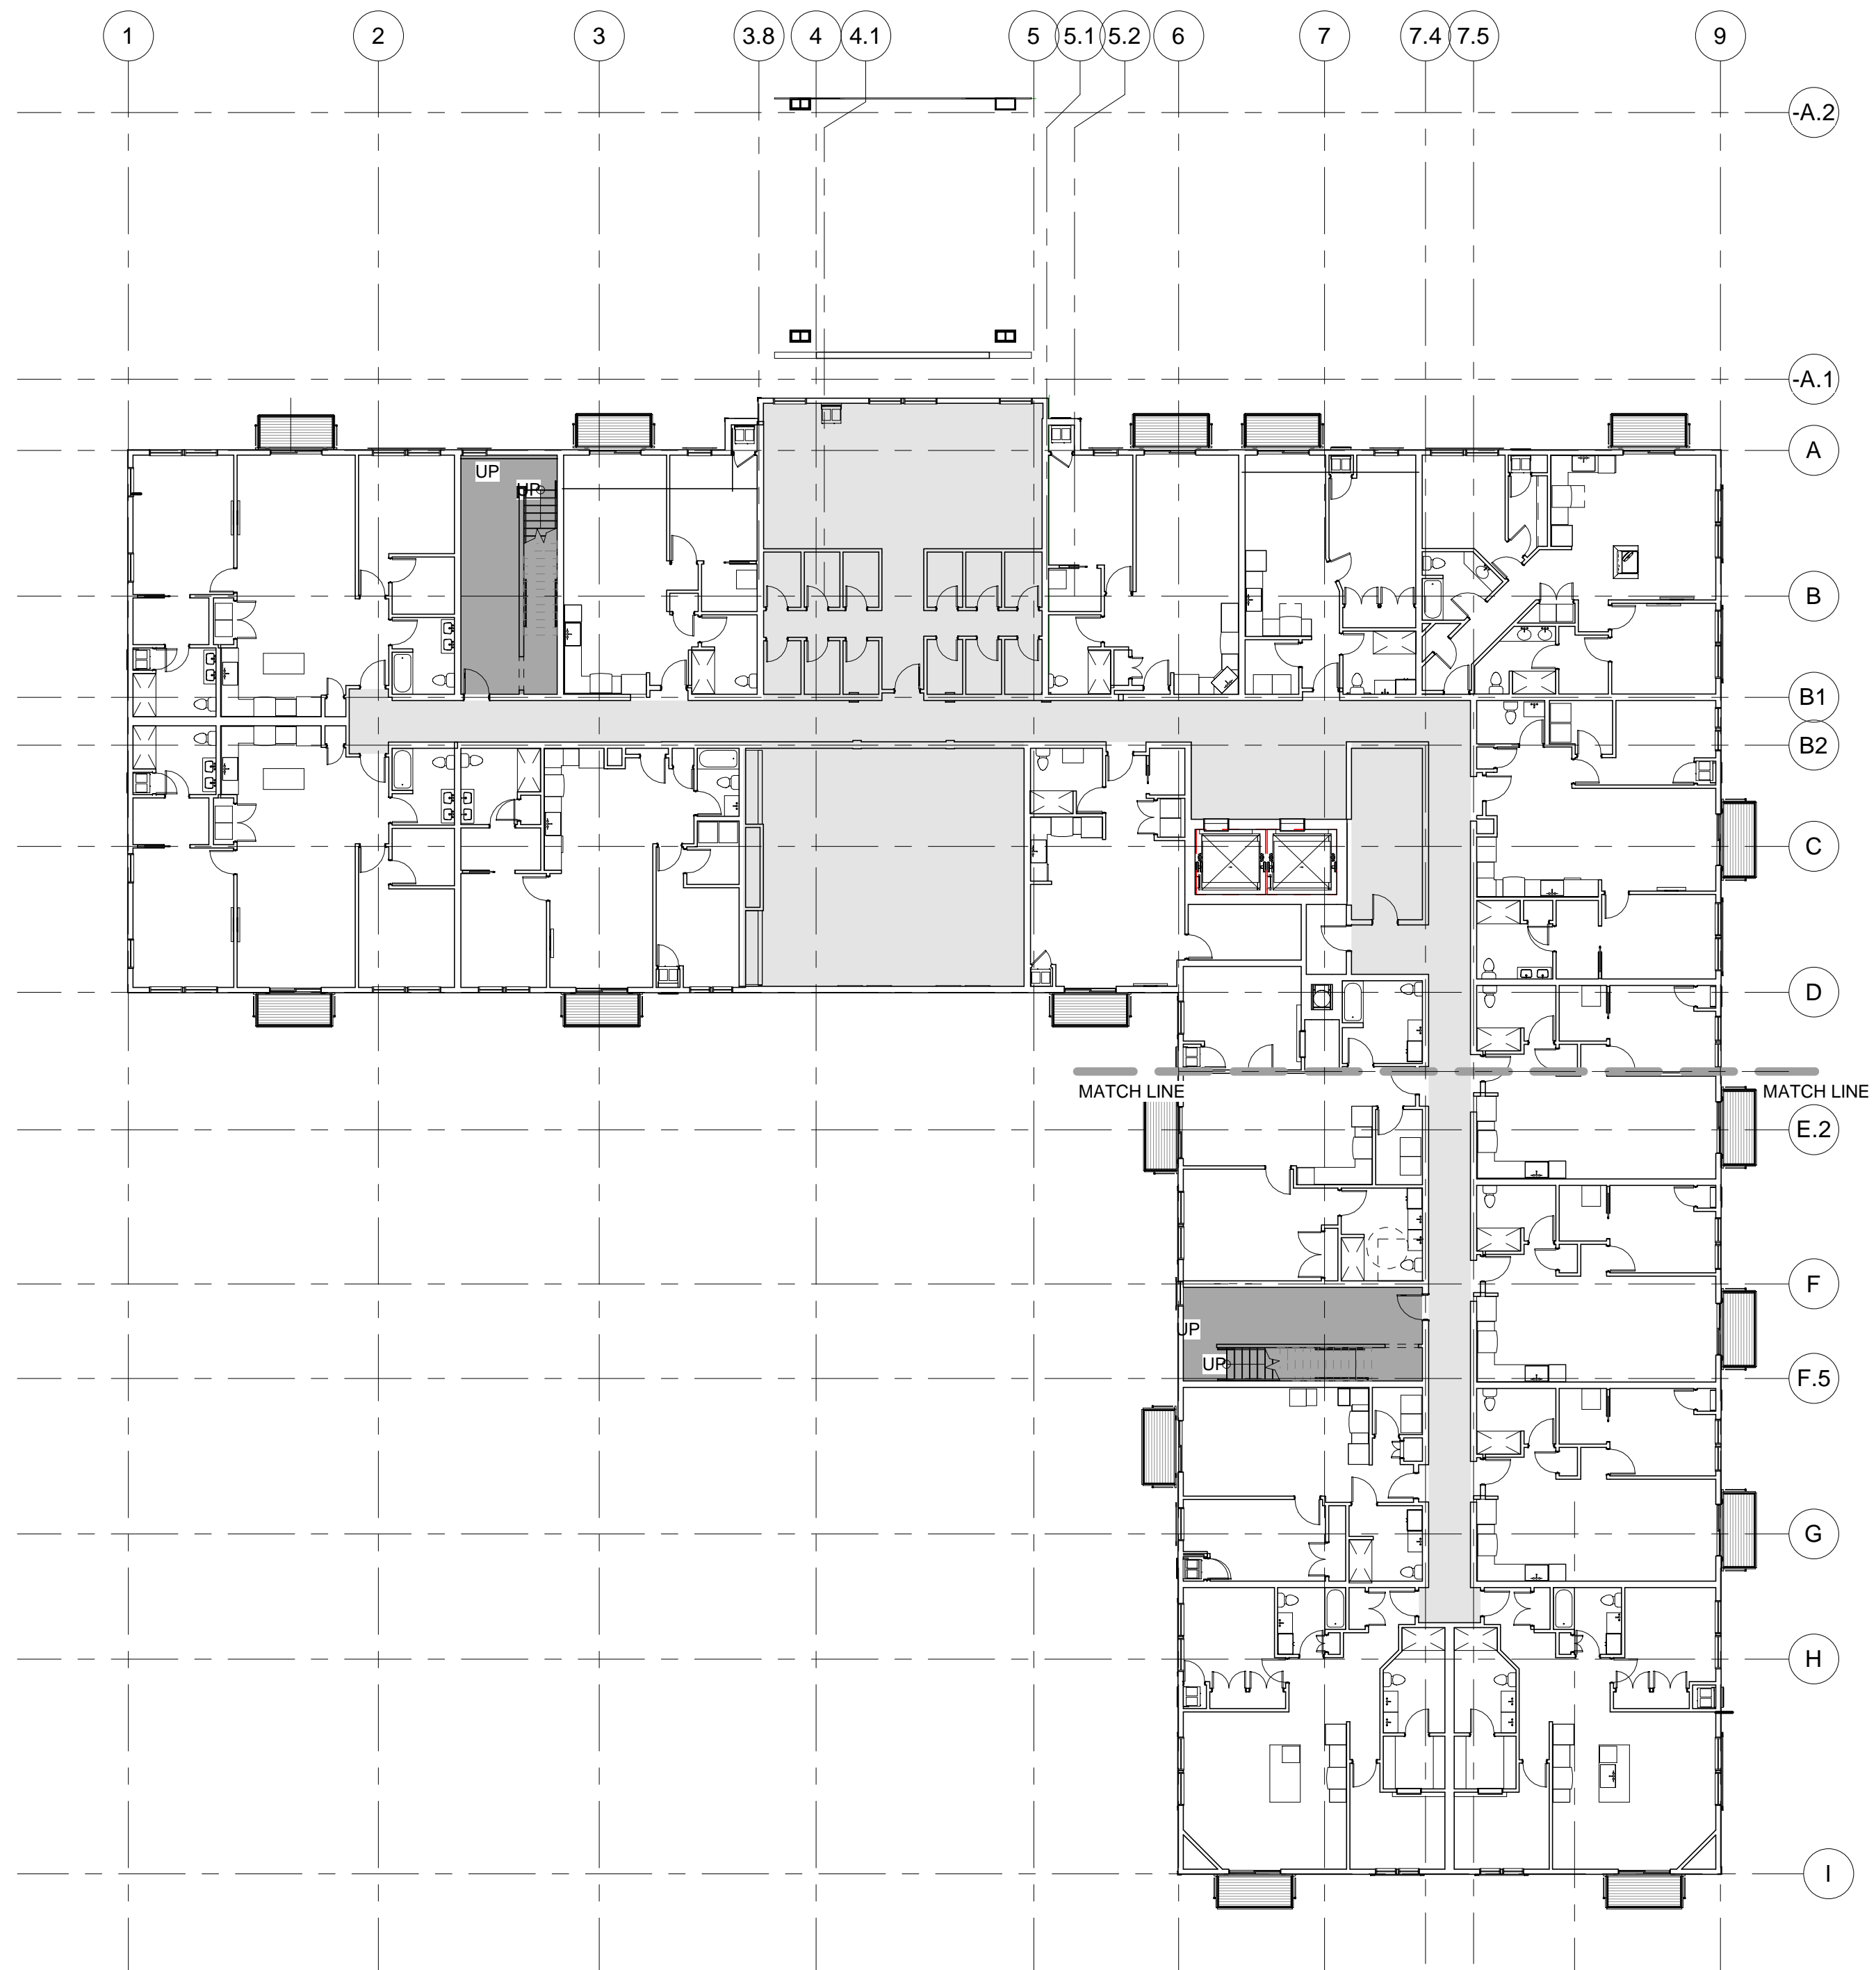 1 2 3 3.8 4 4.1 5 5.1 5.2 6 7 7.4 7.5 9
-A.2
-A.1
A
UP
UP
B
B1
B2
C
D
MATCH LINE MATCH LINE
E.2
F
UP
UP
F.5
G
H
I